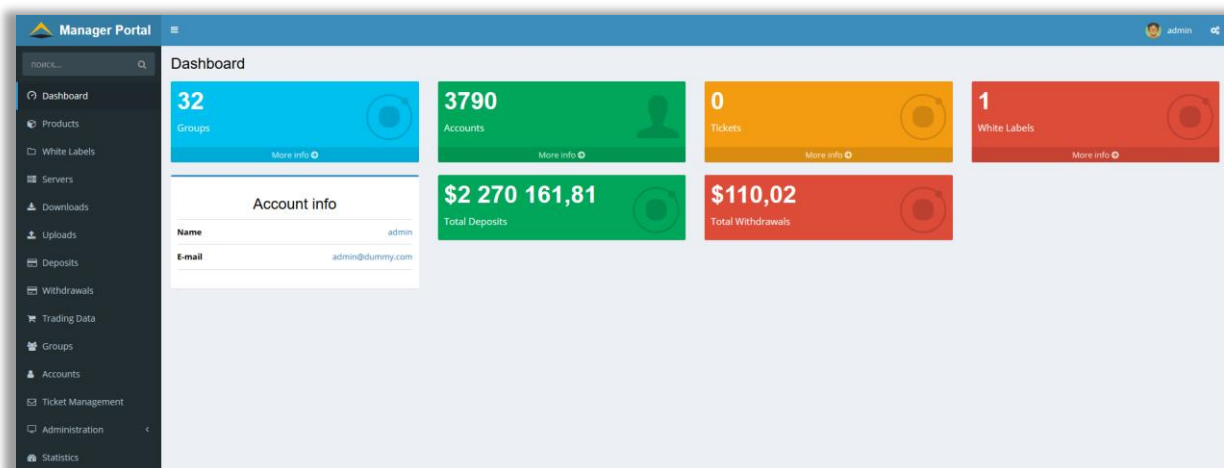 Manager Portal
admin
поиск...
Dashboard
Products
White Labels
Servers
Downloads
Uploads
Deposits
Withdrawals
Trading Data
Groups
Accounts
Ticket Management
Administration
Statistics
Dashboard
32
Groups
More info
3790
Accounts
More info
0
Tickets
More info
1
White Labels
More info
Account info
Name admin
E-mail admin@dummy.com
$2 270 161,81
Total Deposits
$110,02
Total Withdrawals